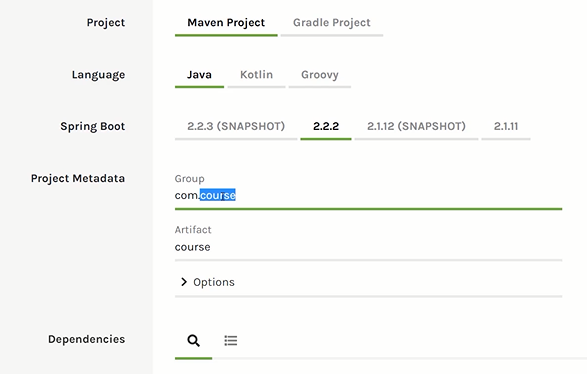 Project Maven Project Gradle Project
Language Java Kotlin Groovy
Spring Boot 2.2.3 (SNAPSHOT) 2.2.2 2.1.12 (SNAPSHOT) 2.1.11
Project Metadata Group
com.course
Artifact
course
Options
Dependencies